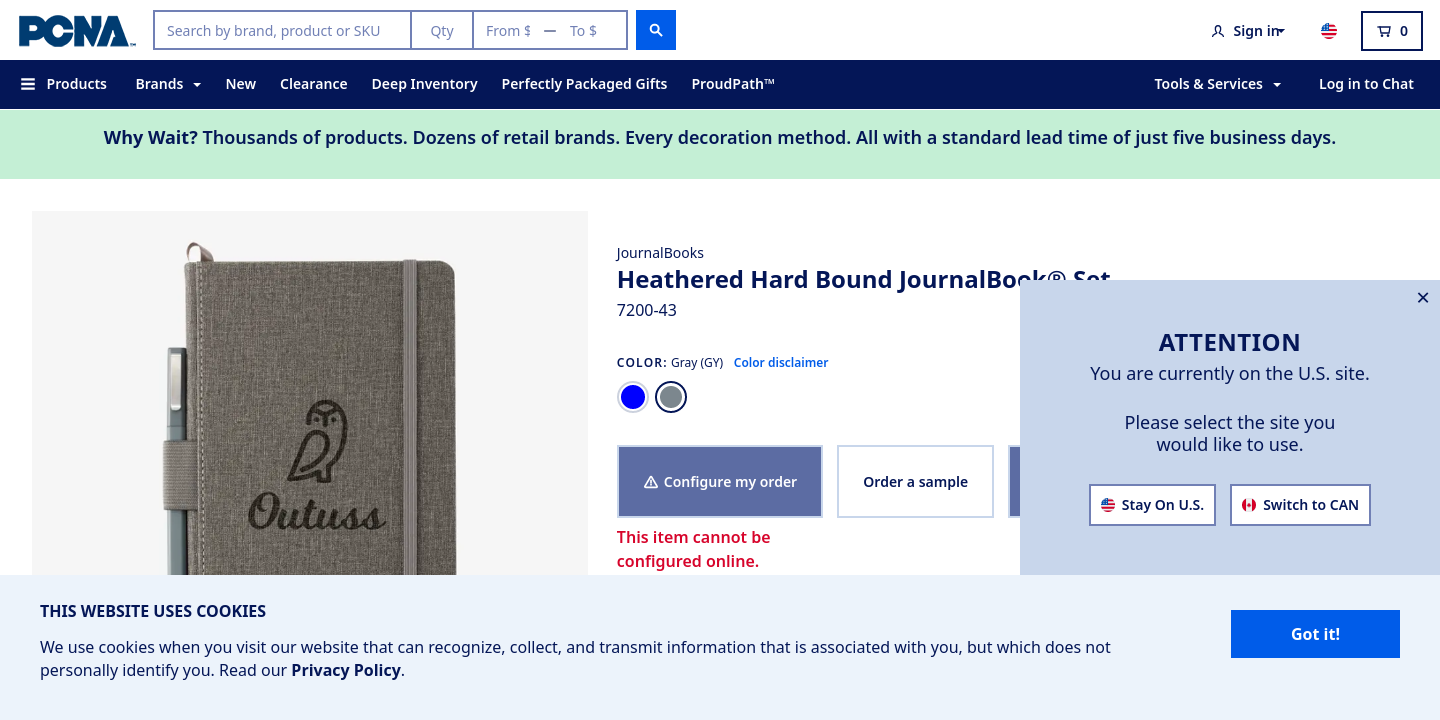 PCNA
Search by brand, product or SKU
Qty
From $
To $
Sign in
0
Products
Brands
New
Clearance
Deep Inventory
Perfectly Packaged Gifts
ProudPath™
Tools & Services
Log in to Chat
Why Wait? Thousands of products. Dozens of retail brands. Every decoration method. All with a standard lead time of just five business days.
Outuss
JournalBooks
Heathered Hard Bound JournalBook® Set
7200-43
COLOR: Gray (GY) Color disclaimer
Configure my order
Order a sample
This item cannot be
configured online.
ATTENTION
You are currently on the U.S. site.
Please select the site you
would like to use.
Stay On U.S.
Switch to CAN
THIS WEBSITE USES COOKIES
We use cookies when you visit our website that can recognize, collect, and transmit information that is associated with you, but which does not
personally identify you. Read our Privacy Policy.
Got it!